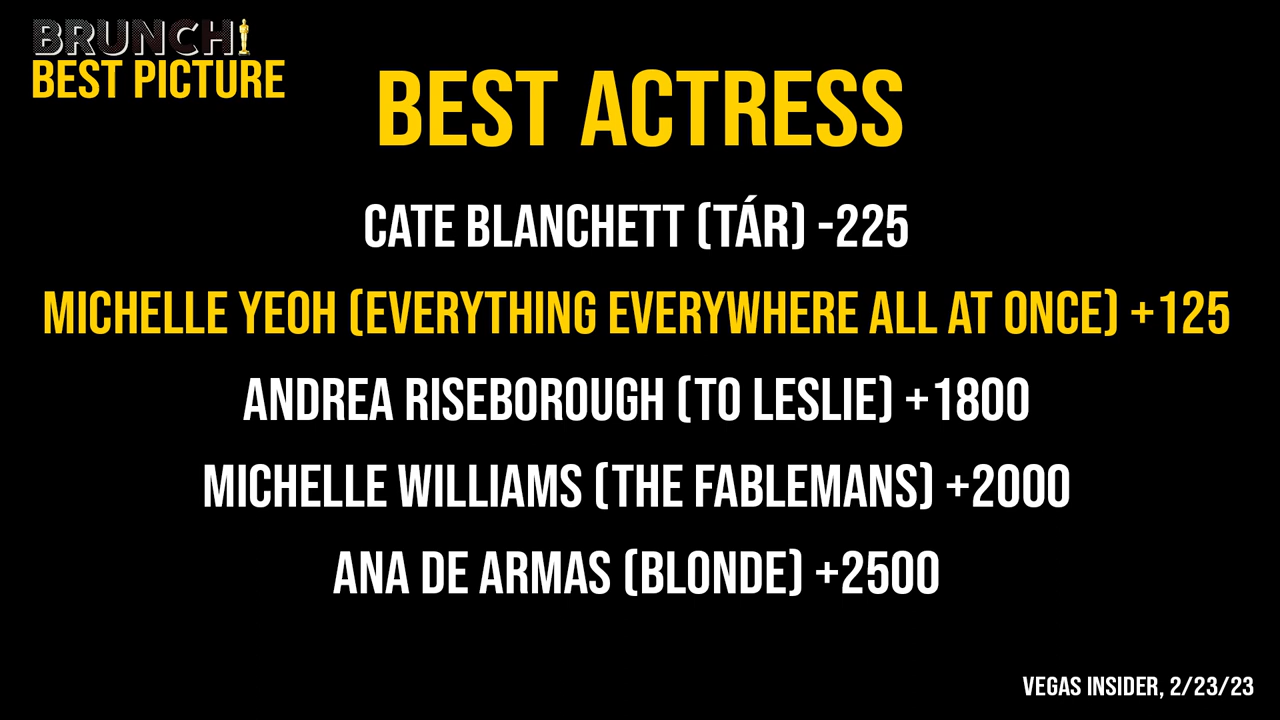 BRUNCH
BEST PICTURE
BEST ACTRESS
CATE BLANCHETT (TÁR) -225
MICHELLE YEOH (EVERYTHING EVERYWHERE ALL AT ONCE) +125
ANDREA RISEBOROUGH (TO LESLIE) +1800
MICHELLE WILLIAMS (THE FABLEMANS) +2000
ANA DE ARMAS (BLONDE) +2500
VEGAS INSIDER, 2/23/23